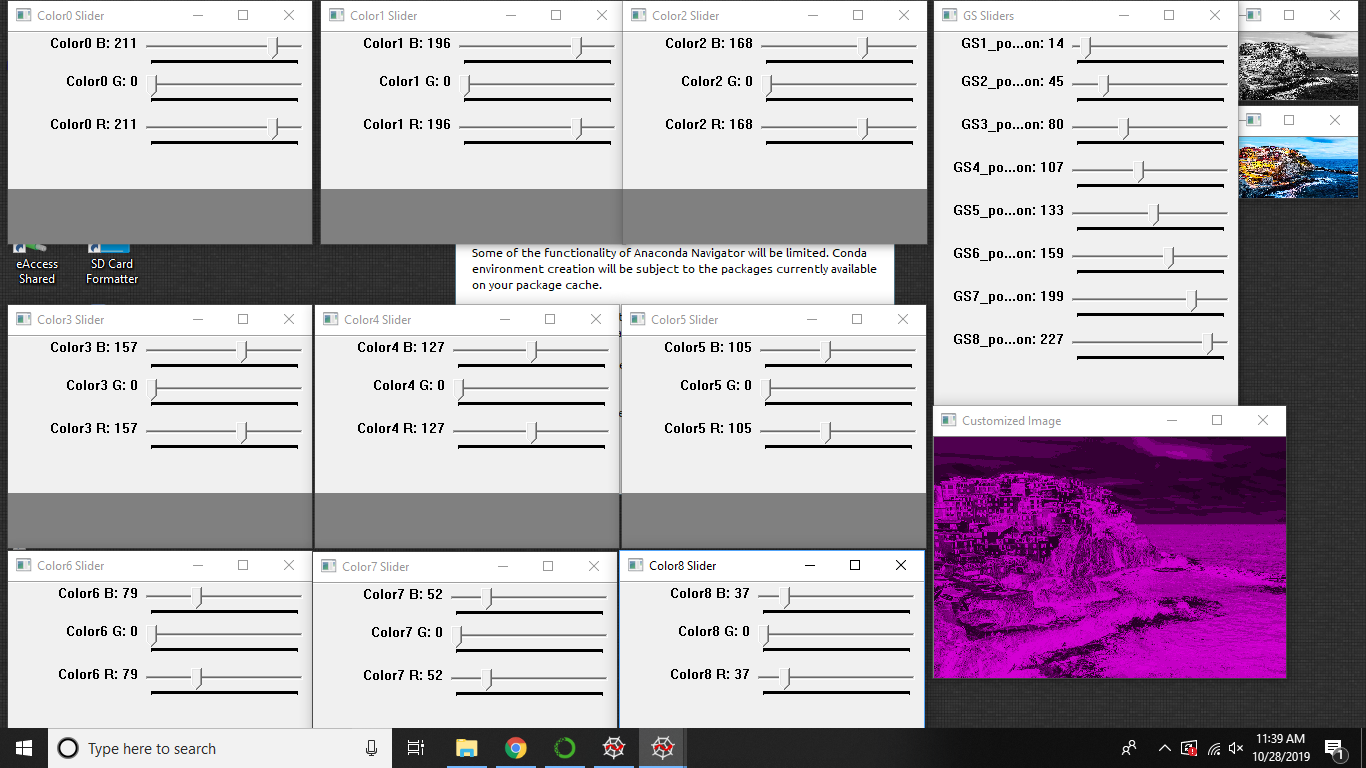 Color0 Slider
Color0 B: 211
Color0 G: 0
Color0 R: 211
Color1 Slider
Color1 B: 196
Color1 G: 0
Color1 R: 196
Color2 Slider
Color2 B: 168
Color2 G: 0
Color2 R: 168
GS Sliders
GS1_po...on: 14
GS2_po...on: 45
GS3_po...on: 80
GS4_po...on: 107
GS5_po...on: 133
GS6_po...on: 159
GS7_po...on: 199
GS8_po...on: 227
eAccess
Shared
SD Card
Formatter
Some of the functionality of Anaconda Navigator will be limited. Conda
environment creation will be subject to the packages currently available
on your package cache.
Color3 Slider
Color3 B: 157
Color3 G: 0
Color3 R: 157
Color4 Slider
Color4 B: 127
Color4 G: 0
Color4 R: 127
Color5 Slider
Color5 B: 105
Color5 G: 0
Color5 R: 105
Customized Image
Color6 Slider
Color6 B: 79
Color6 G: 0
Color6 R: 79
Color7 Slider
Color7 B: 52
Color7 G: 0
Color7 R: 52
Color8 Slider
Color8 B: 37
Color8 G: 0
Color8 R: 37
Type here to search
11:39 AM
10/28/2019
1